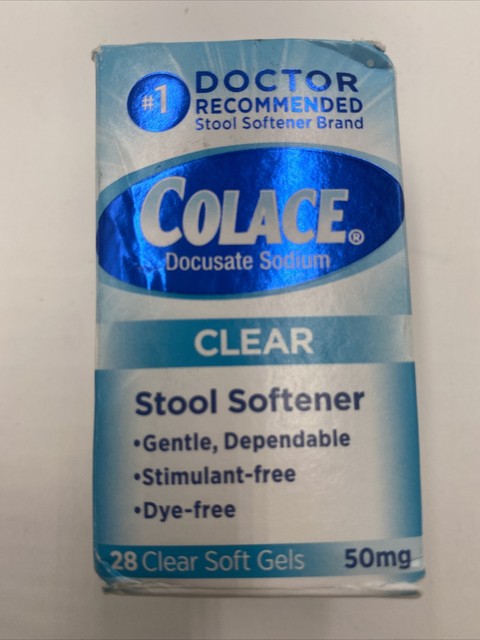 #1 DOCTOR
RECOMMENDED
Stool Softener Brand
COLACE®
Docusate Sodium
CLEAR
Stool Softener
•Gentle, Dependable
•Stimulant-free
•Dye-free
28 Clear Soft Gels 50mg